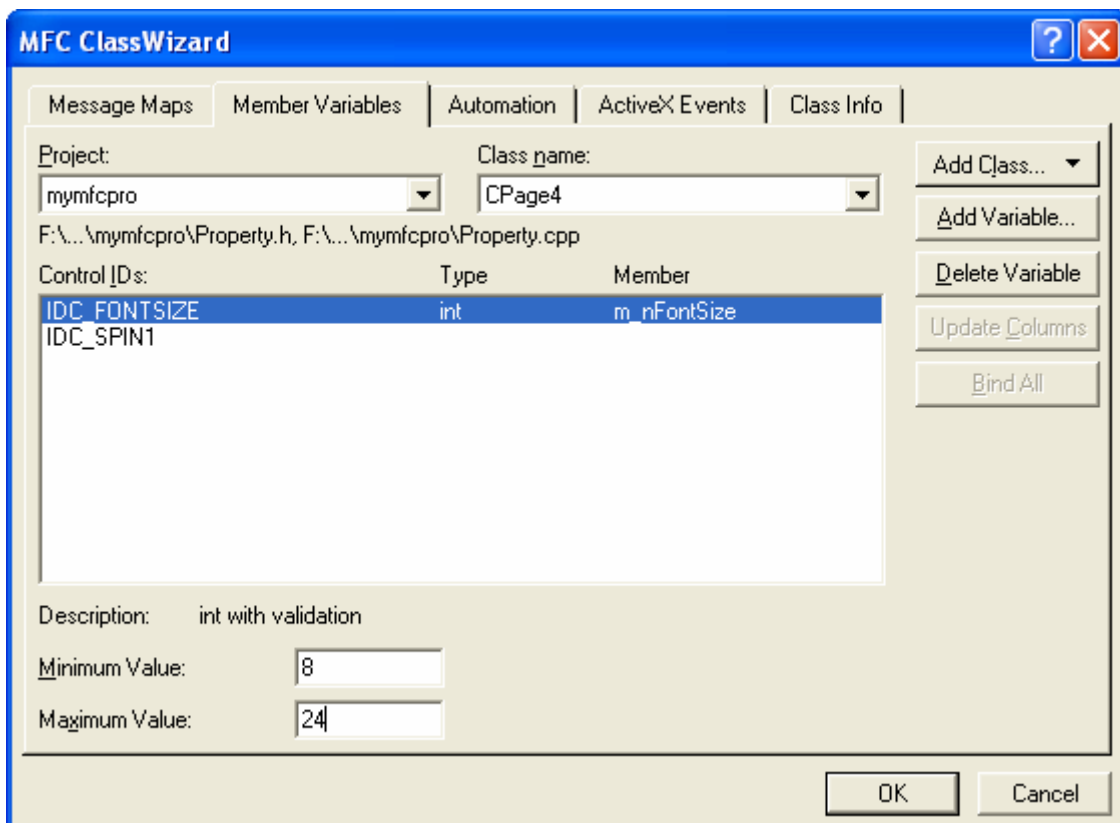 MFC ClassWizard
Message Maps Member Variables Automation ActiveX Events Class Info
Project: Class name:
mymfcpro CPage4
Add Class...
F:\...\mymfcpro\Property.h, F:\...\mymfcpro\Property.cpp
Add Variable...
Control IDs: Type Member
Delete Variable
IDC_FONTSIZE int m_nFontSize
IDC_SPIN1
Update Columns
Bind All
Description: int with validation
Minimum Value: 8
Maximum Value: 24
OK Cancel